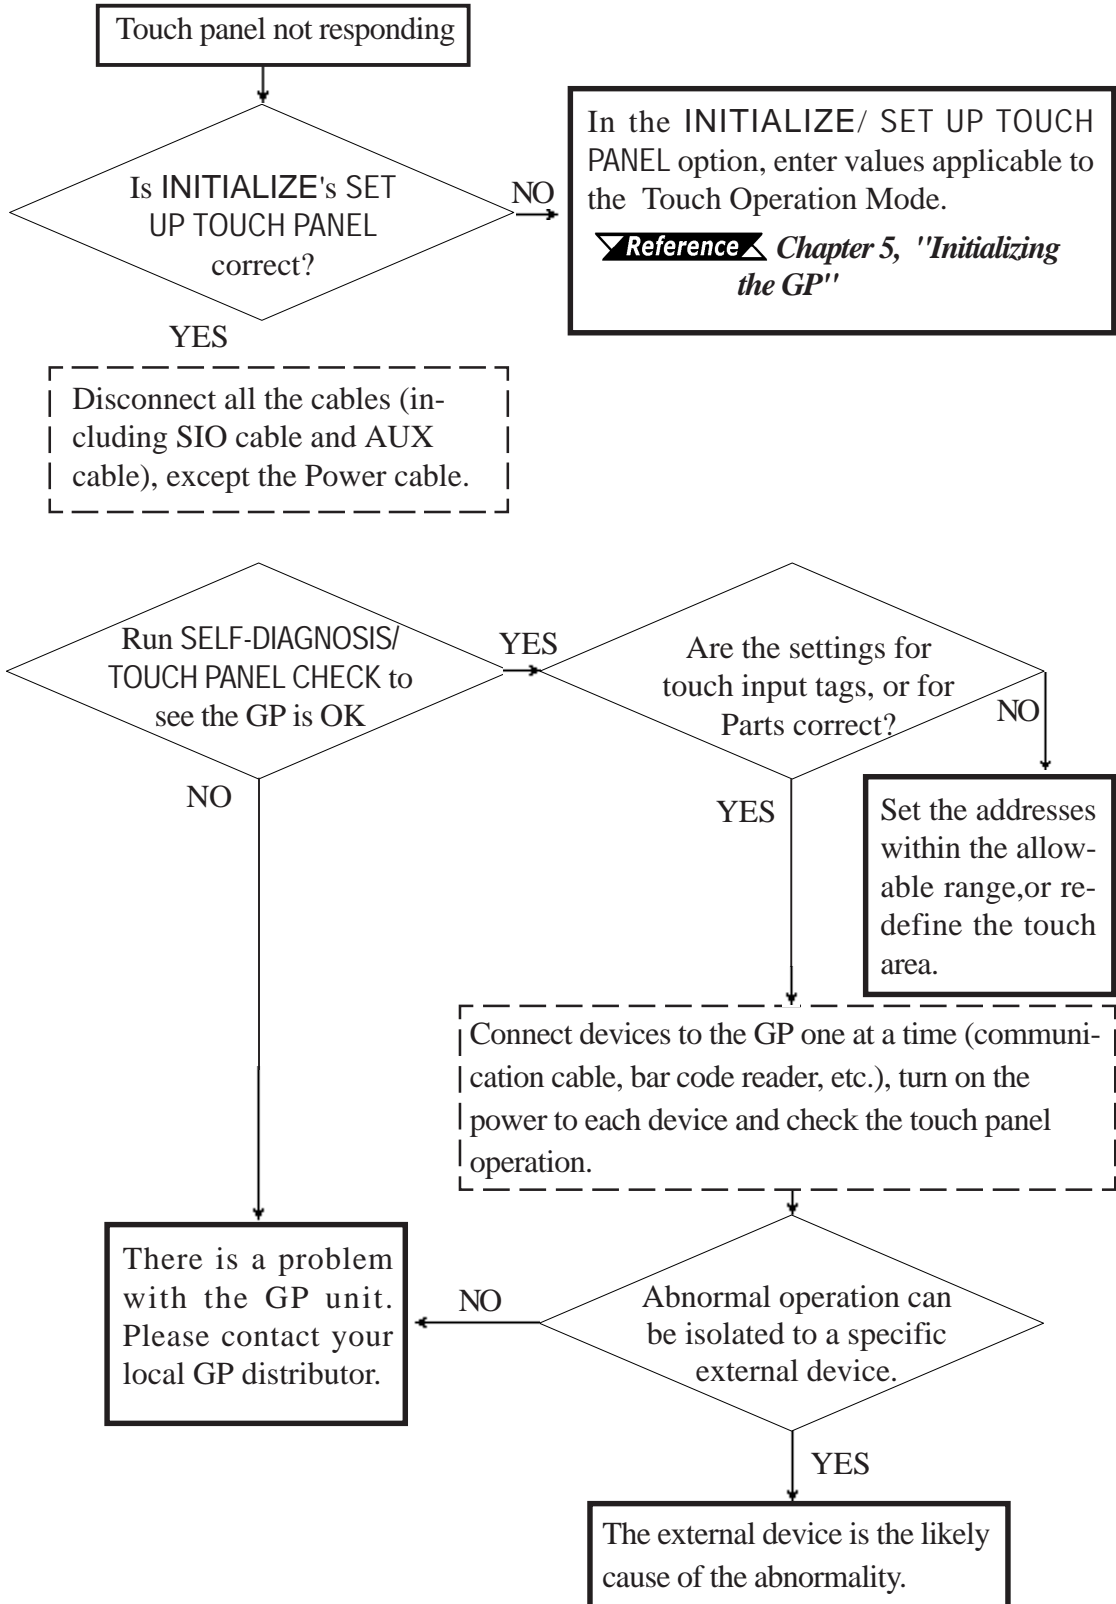 Touch panel not responding
Is INITIALIZE's SET
UP TOUCH PANEL
correct?
NO
In the INITIALIZE/ SET UP TOUCH
PANEL option, enter values applicable to
the Touch Operation Mode.
Reference Chapter 5, "Initializing
the GP"
YES
Disconnect all the cables (in-
cluding SIO cable and AUX
cable), except the Power cable.
Run SELF-DIAGNOSIS/
TOUCH PANEL CHECK to
see the GP is OK
YES
Are the settings for
touch input tags, or for
Parts correct?
NO
NO
YES
Set the addresses
within the allow-
able range,or re-
define the touch
area.
Connect devices to the GP one at a time (communi-
cation cable, bar code reader, etc.), turn on the
power to each device and check the touch panel
operation.
There is a problem
with the GP unit.
Please contact your
local GP distributor.
NO
Abnormal operation can
be isolated to a specific
external device.
YES
The external device is the likely
cause of the abnormality.